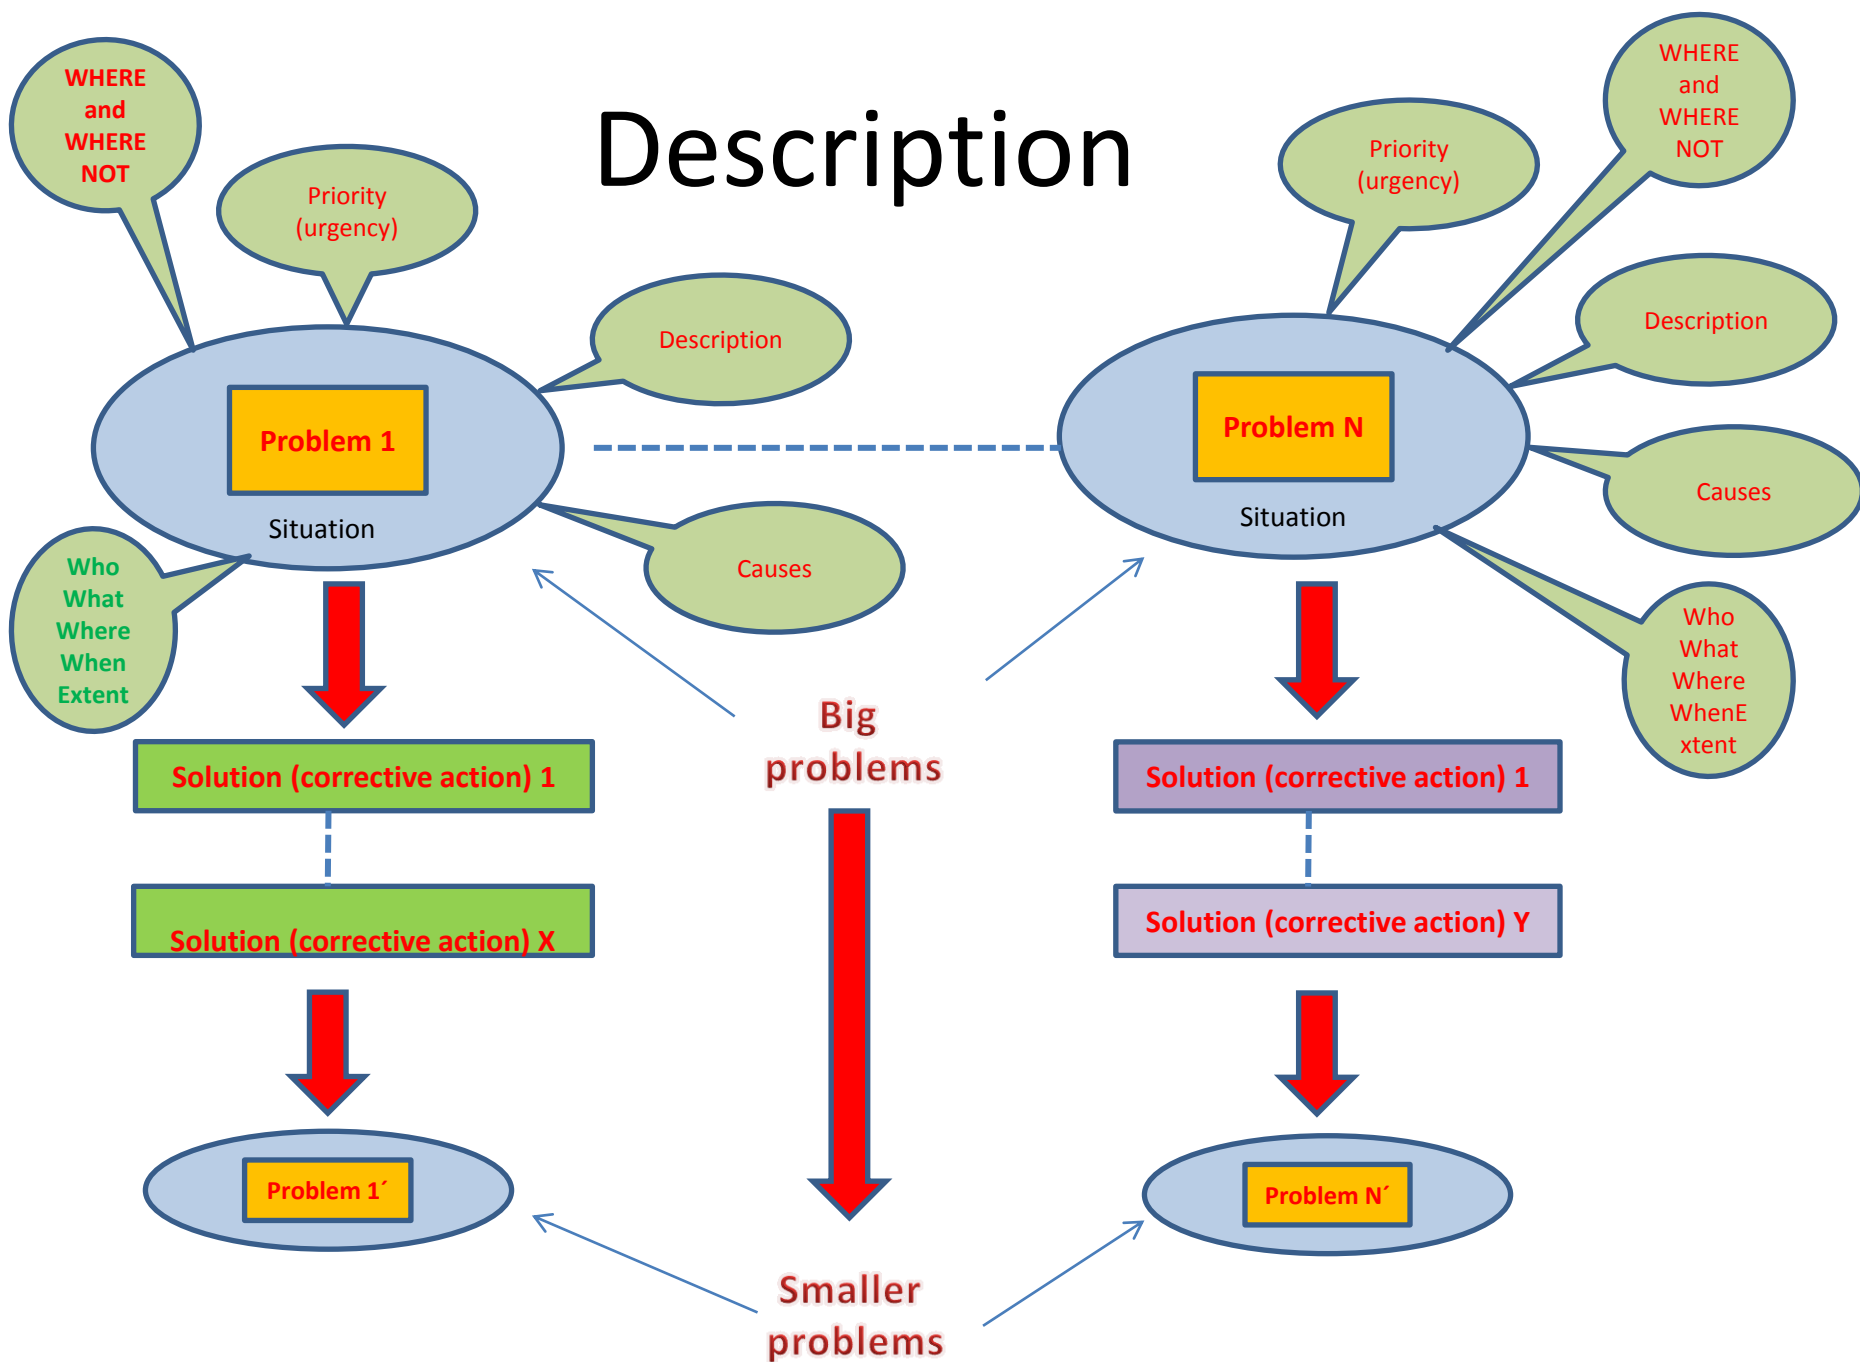 Description
WHERE
and
WHERE
NOT
Priority
(urgency)
Description
Problem 1
Situation
Causes
Who
What
Where
When
Extent
Solution (corrective action) 1
Solution (corrective action) X
Problem 1´
Big
problems
Smaller
problems
Priority
(urgency)
WHERE
and
WHERE
NOT
Description
Problem N
Situation
Causes
Who
What
Where
WhenE
xtent
Solution (corrective action) 1
Solution (corrective action) Y
Problem N´